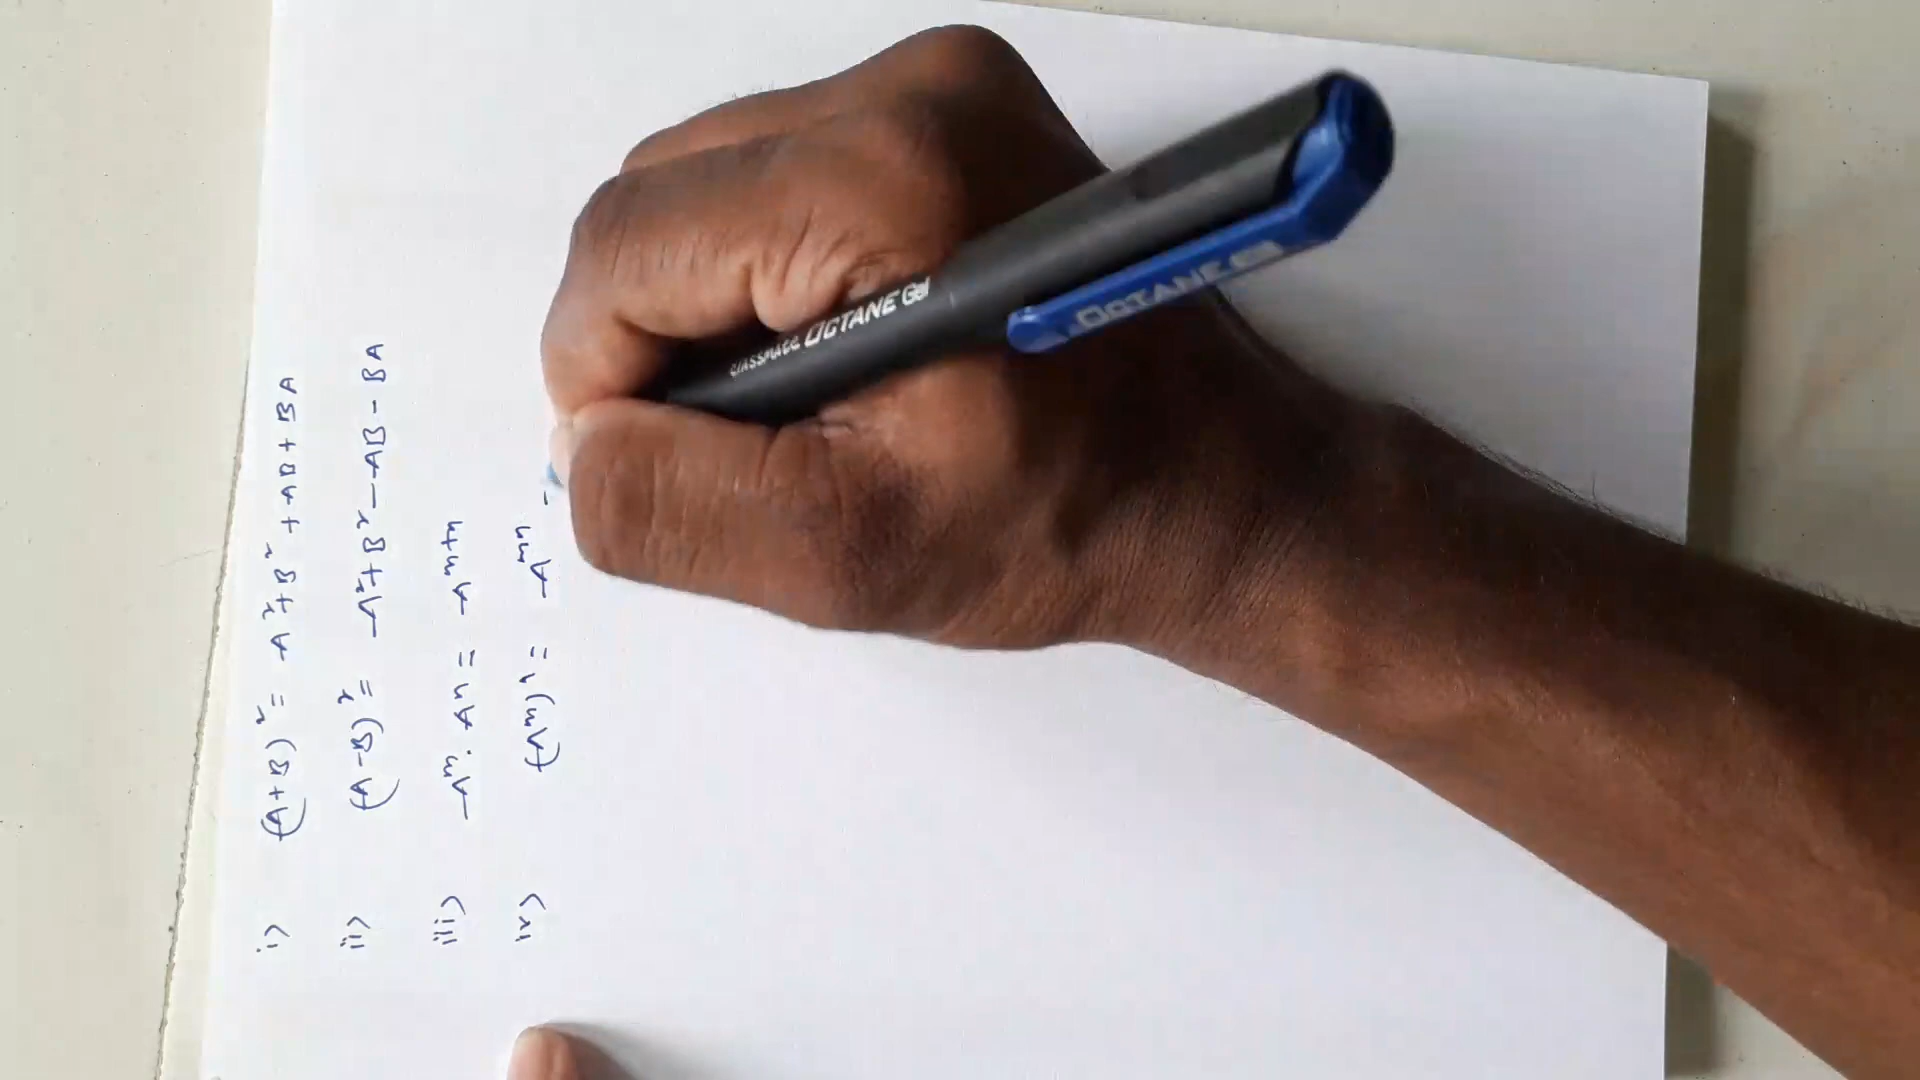 i) (A+B)² = A²+B² + AB + BA
ii) (A-B)² = A²+B² - AB - BA
iii) Aᵐ. Aⁿ = Aᵐ⁺ⁿ
iv) (Aᵐ)ⁿ = Aᵐⁿ
classmate OCTANE Gel
OCTANE GEL